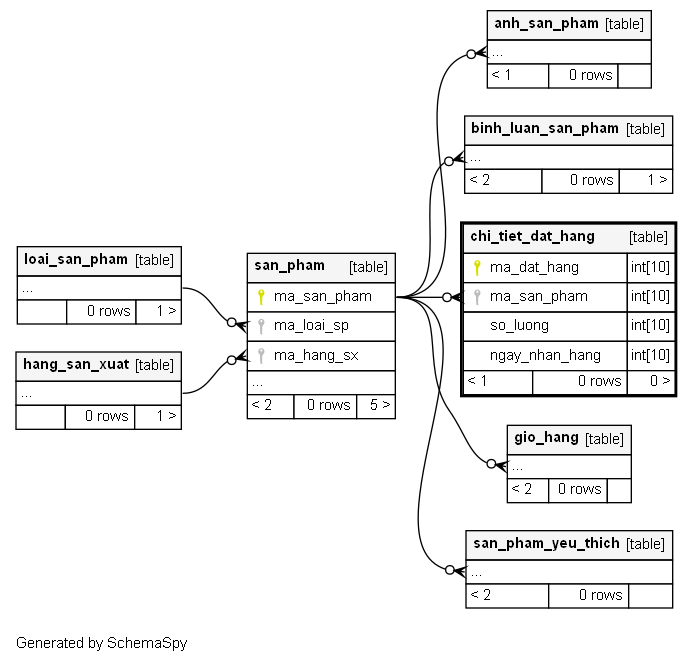 anh_san_pham [table]
...
< 1 0 rows
binh_luan_san_pham [table]
...
< 2 0 rows 1 >
chi_tiet_dat_hang [table]
ma_dat_hang int[10]
ma_san_pham int[10]
so_luong int[10]
ngay_nhan_hang int[10]
< 1 0 rows 0 >
loai_san_pham [table]
...
0 rows 1 >
san_pham [table]
ma_san_pham
ma_loai_sp
ma_hang_sx
...
< 2 0 rows 5 >
hang_san_xuat [table]
...
0 rows 1 >
gio_hang [table]
...
< 2 0 rows
san_pham_yeu_thich [table]
...
< 2 0 rows
Generated by SchemaSpy